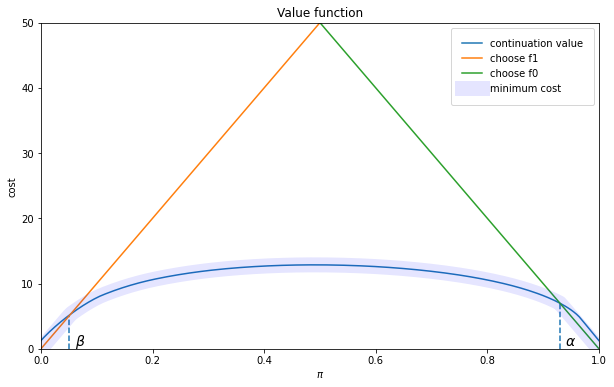 Value function
continuation value
choose f1
choose f0
minimum cost
cost
50
40
30
20
10
0
β
α
0.0 0.2 0.4 0.6 0.8 1.0
π